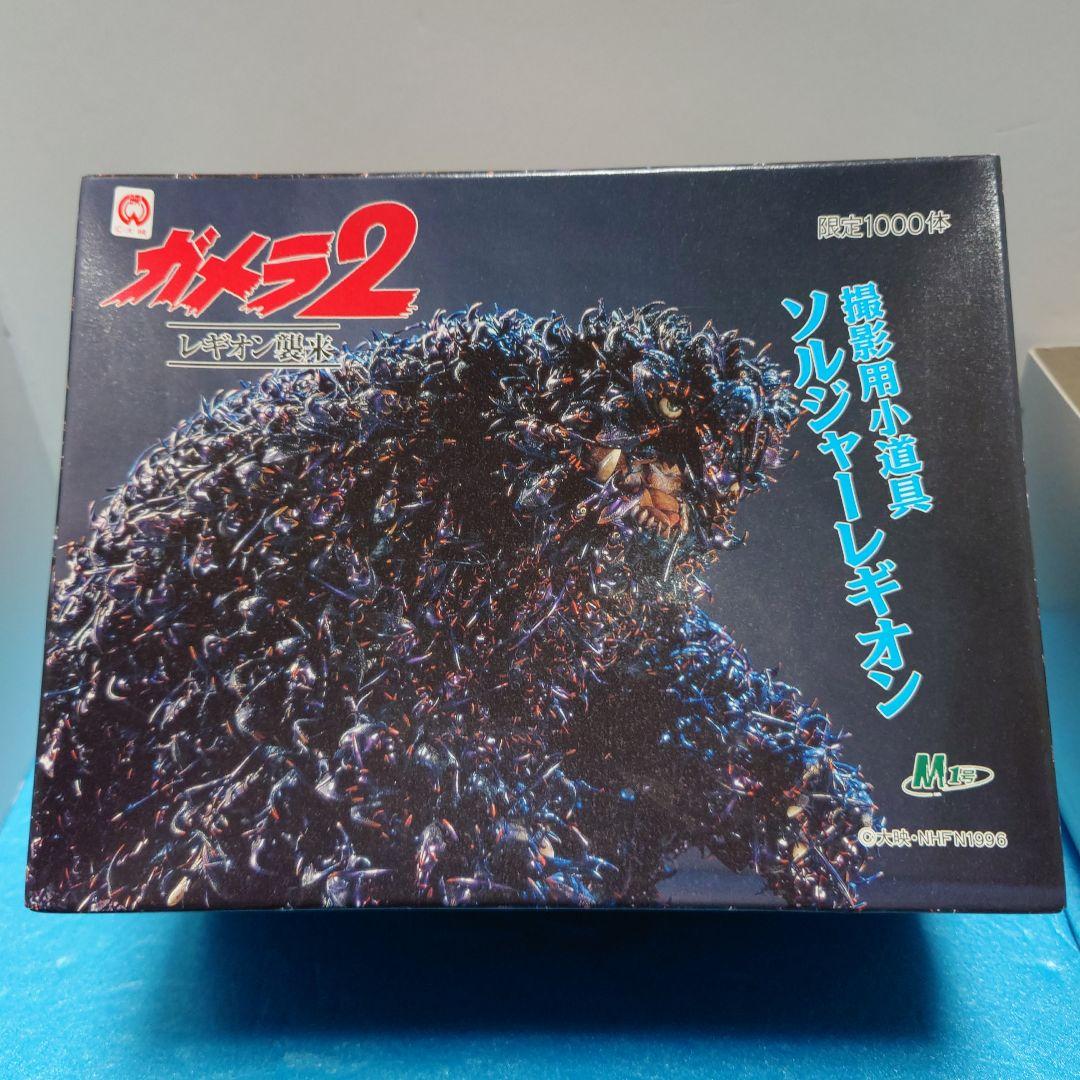 ©大映
ガメラ2
レギオン襲来
限定1000体
撮影用小道具
ソルジャーレギオン
M1号
©大映・NHFN1996